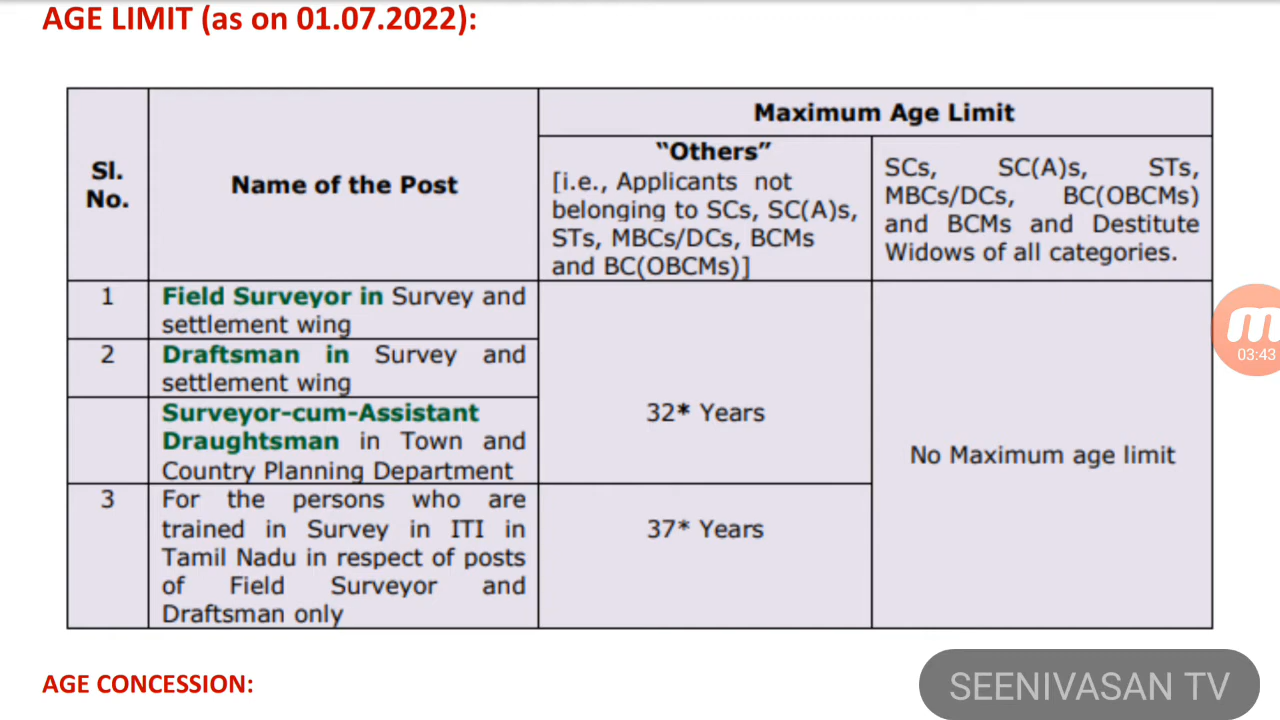 AGE LIMIT (as on 01.07.2022):
Sl.
No.
Name of the Post
Maximum Age Limit
“Others”
[i.e., Applicants not
belonging to SCs, SC(A)s,
STs, MBCs/DCs, BCMs
and BC(OBCMs)]
SCs, SC(A)s, STs,
MBCs/DCs, BC(OBCMs)
and BCMs and Destitute
Widows of all categories.
1
Field Surveyor in Survey and
settlement wing
2
Draftsman in Survey and
settlement wing
Surveyor-cum-Assistant
Draughtsman in Town and
Country Planning Department
32* Years
No Maximum age limit
3
For the persons who are
trained in Survey in ITI in
Tamil Nadu in respect of posts
of Field Surveyor and
Draftsman only
37* Years
03:43
AGE CONCESSION:
SEENIVASAN TV